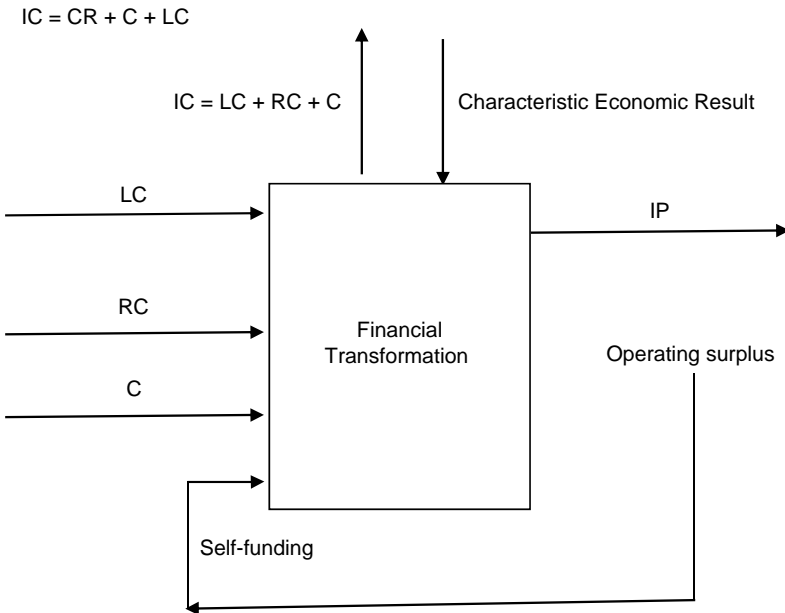 IC = CR + C + LC
IC = LC + RC + C
Characteristic Economic Result
LC
IP
RC
Financial
Transformation
Operating surplus
C
Self-funding